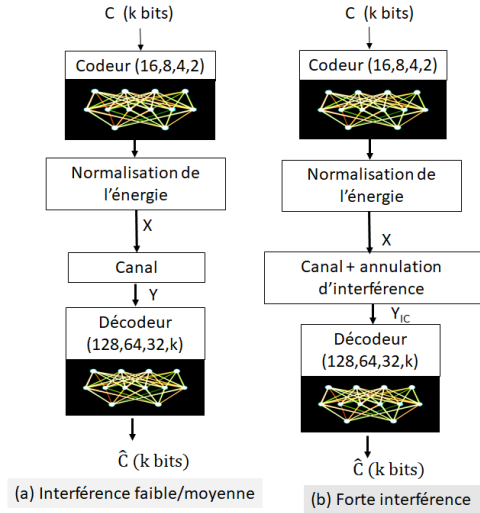 C (k bits)
Codeur (16,8,4,2)
Normalisation de
l'énergie
X
Canal
Y
Décodeur
(128,64,32,k)
Ĉ (k bits)
(a) Interférence faible/moyenne
C (k bits)
Codeur (16,8,4,2)
Normalisation de
l'énergie
X
Canal + annulation
d'interférence
Y_IC
Décodeur
(128,64,32,k)
Ĉ (k bits)
(b) Forte interférence